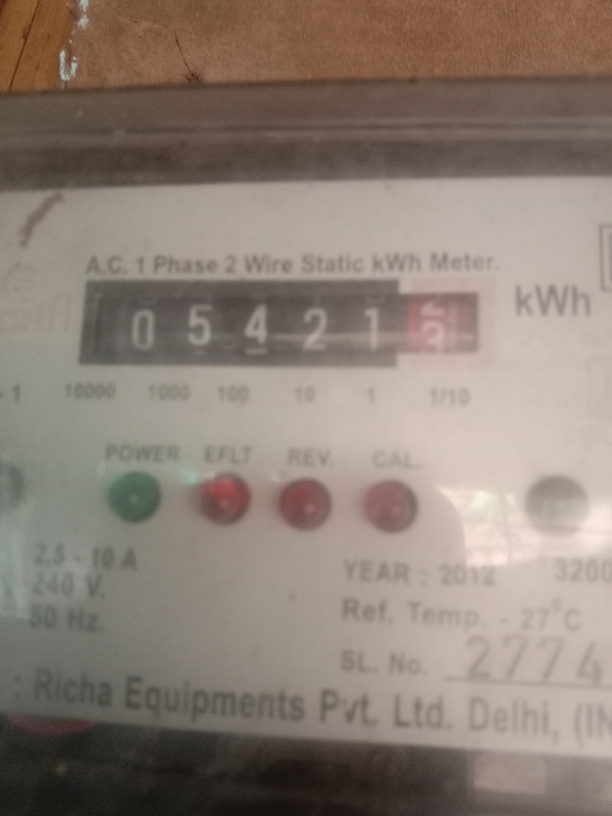 A.C. 1 Phase 2 Wire Static kWh Meter.
0 5 4 2 1 kWh
- 1 10000 1000 100 10 1 1/10
POWER EFLT REV. CAL.
2.5 - 10 A
240 V.
50 Hz.
YEAR : 2012 3200
Ref. Temp. - 27°C
SL. No. 2774
: Richa Equipments Pvt. Ltd. Delhi, (IN